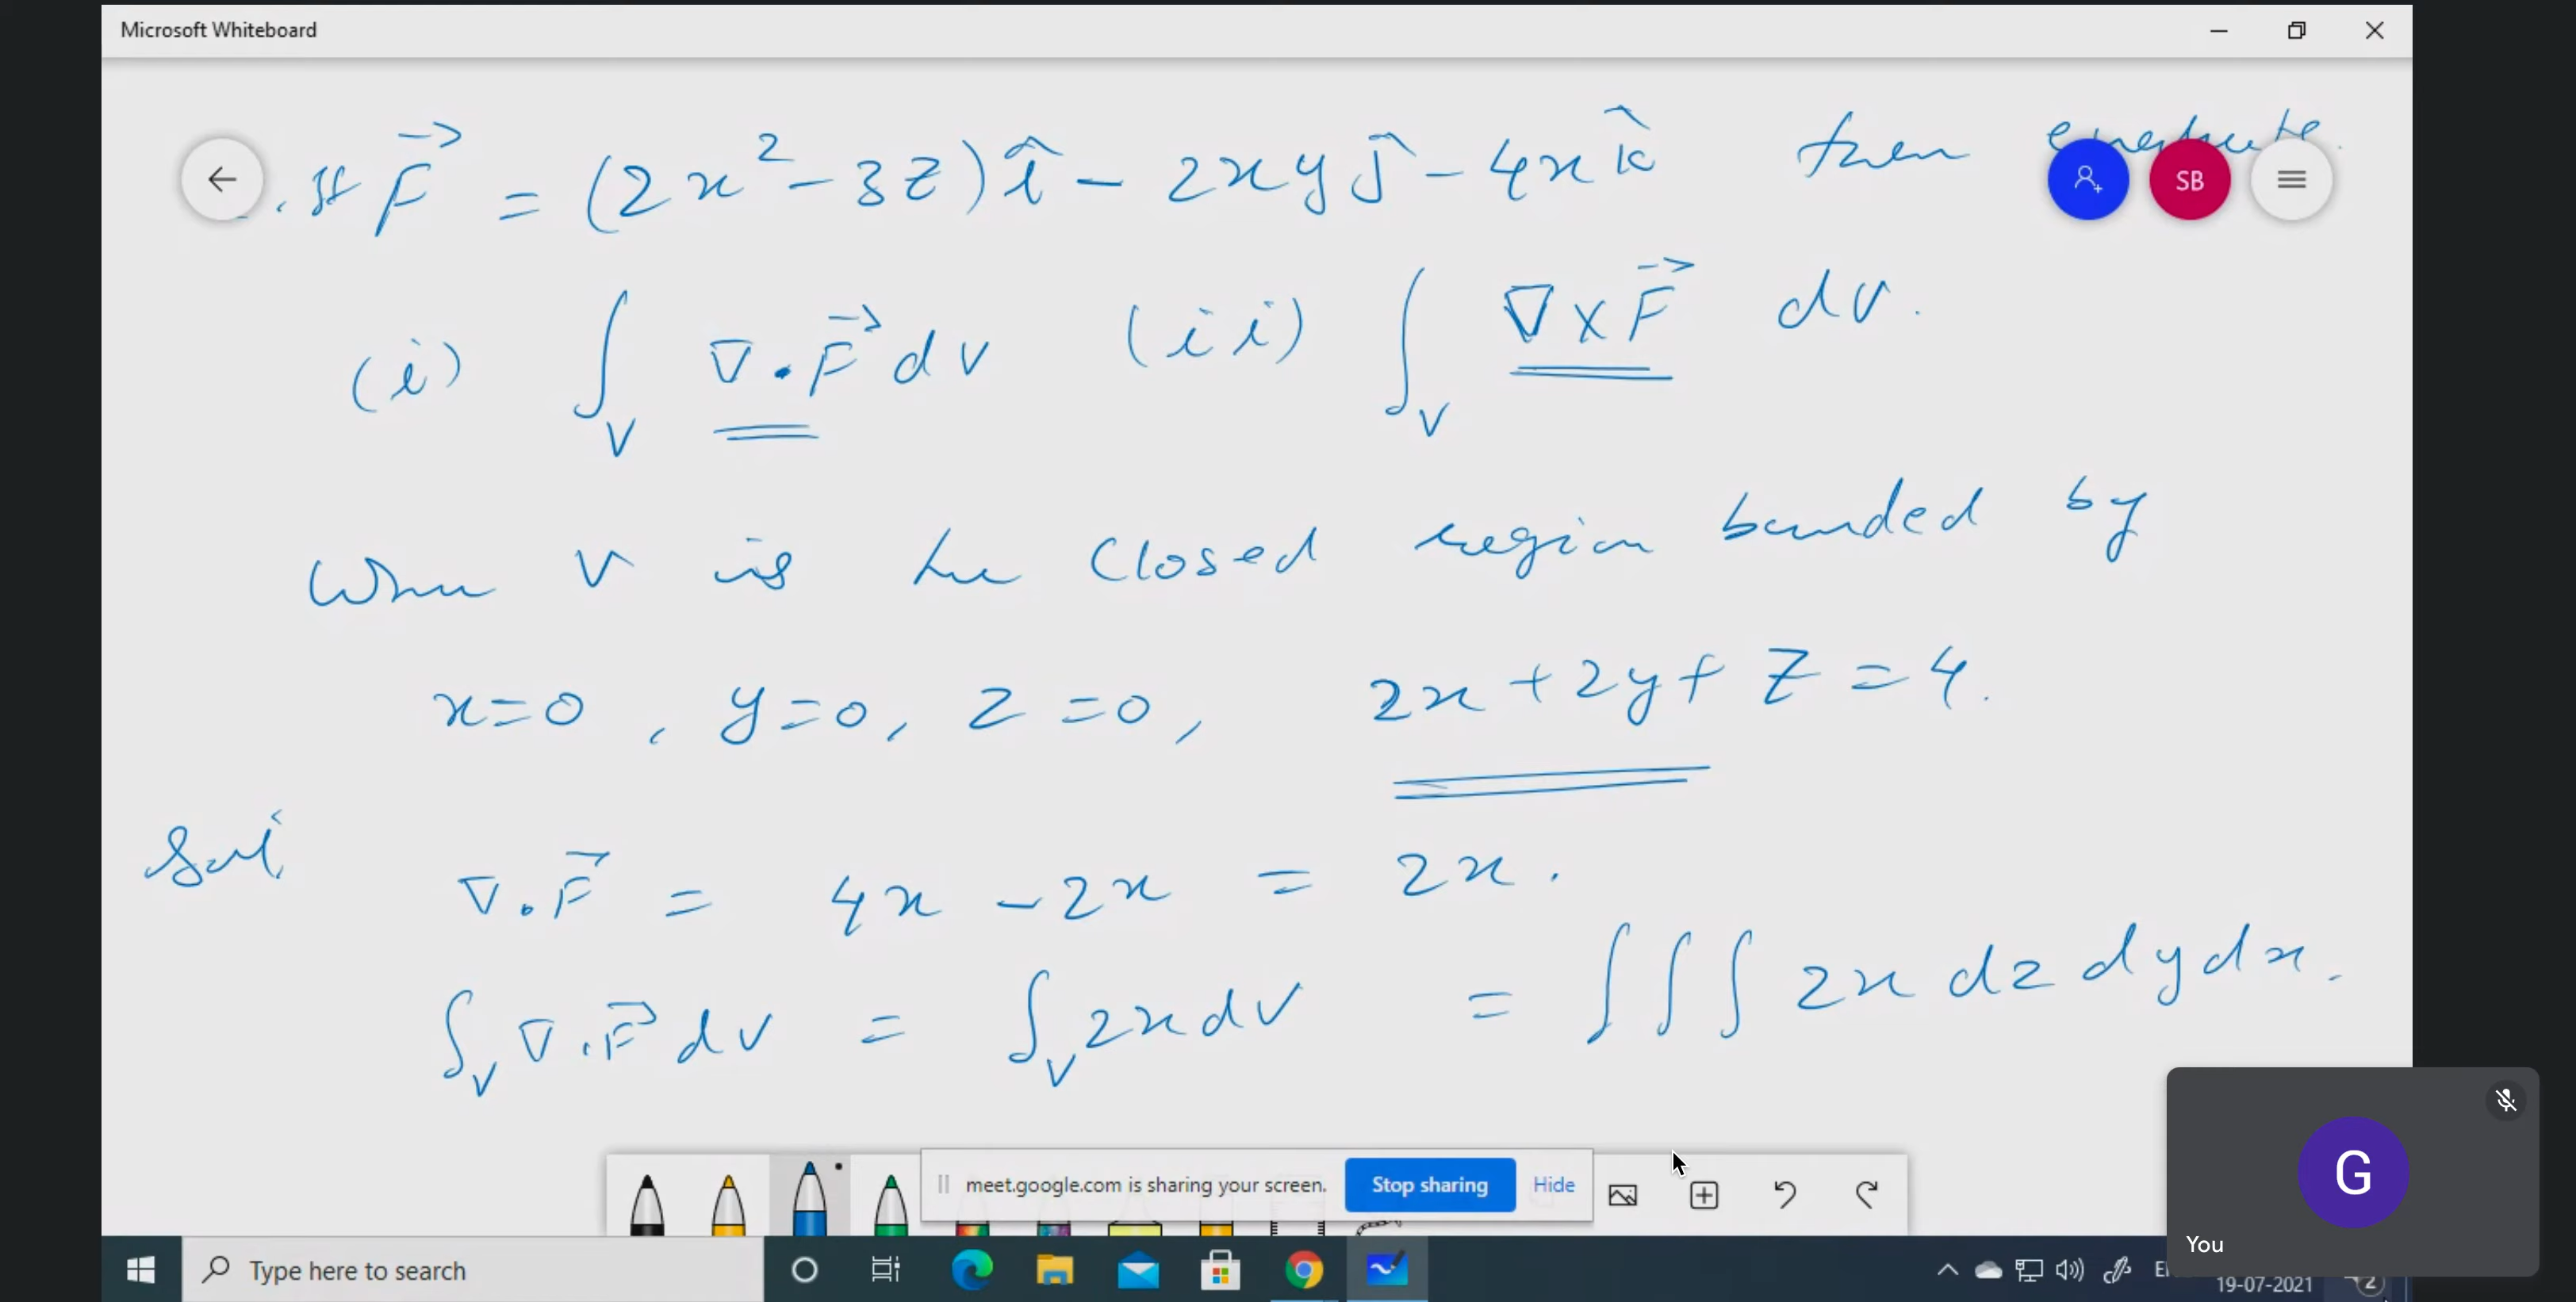 Microsoft Whiteboard
. If F⃗ = (2x² - 3z) î - 2xy ĵ - 4x k̂ then evaluate.
SB
(i) ∫_V ∇·F⃗ dv (ii) ∫_V ∇×F⃗ dv.
V is the closed region bounded by
x=0, y=0, z=0, 2x+2y+z=4.
Sol.
∇·F⃗ = 4x - 2x = 2x.
∫_V ∇·F⃗ dv = ∫_V 2x dV = ∫∫∫ 2x dz dy dx.
meet.google.com is sharing your screen. Stop sharing Hide
G
You
Type here to search
19-07-2021
2